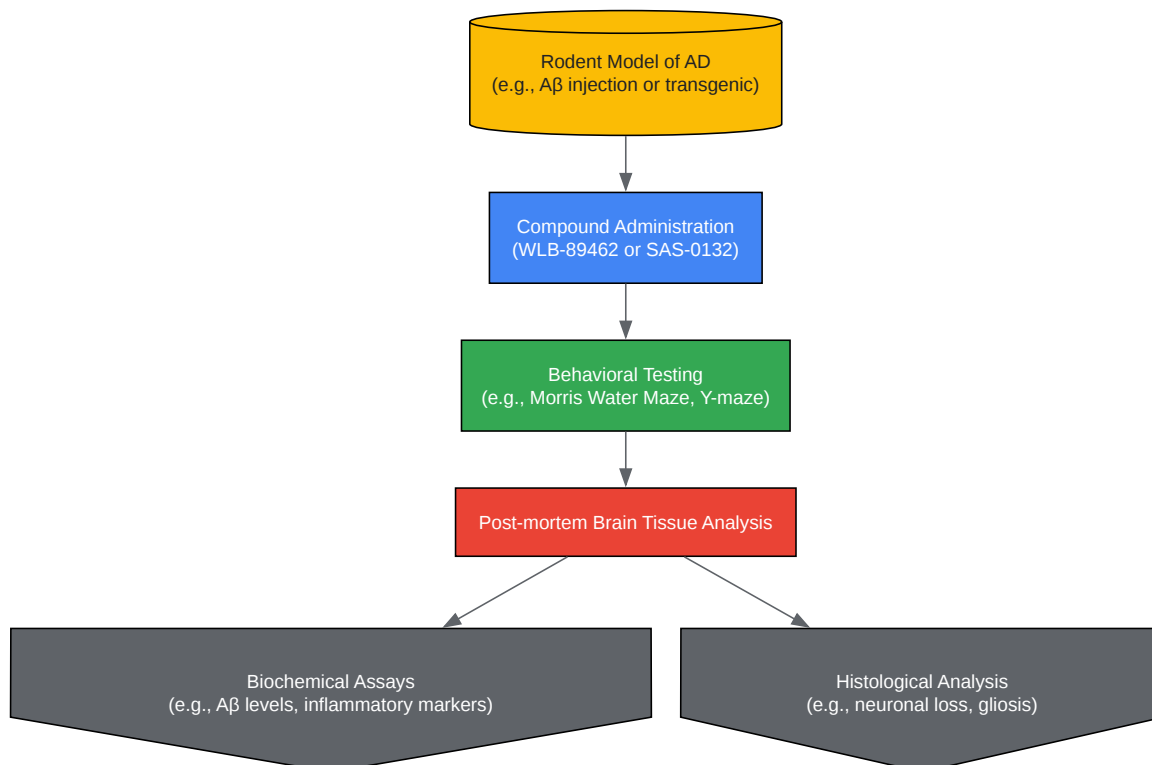 Rodent Model of AD
(e.g., Aβ injection or transgenic)
Compound Administration
(WLB-89462 or SAS-0132)
Behavioral Testing
(e.g., Morris Water Maze, Y-maze)
Post-mortem Brain Tissue Analysis
Biochemical Assays
(e.g., Aβ levels, inflammatory markers)
Histological Analysis
(e.g., neuronal loss, gliosis)